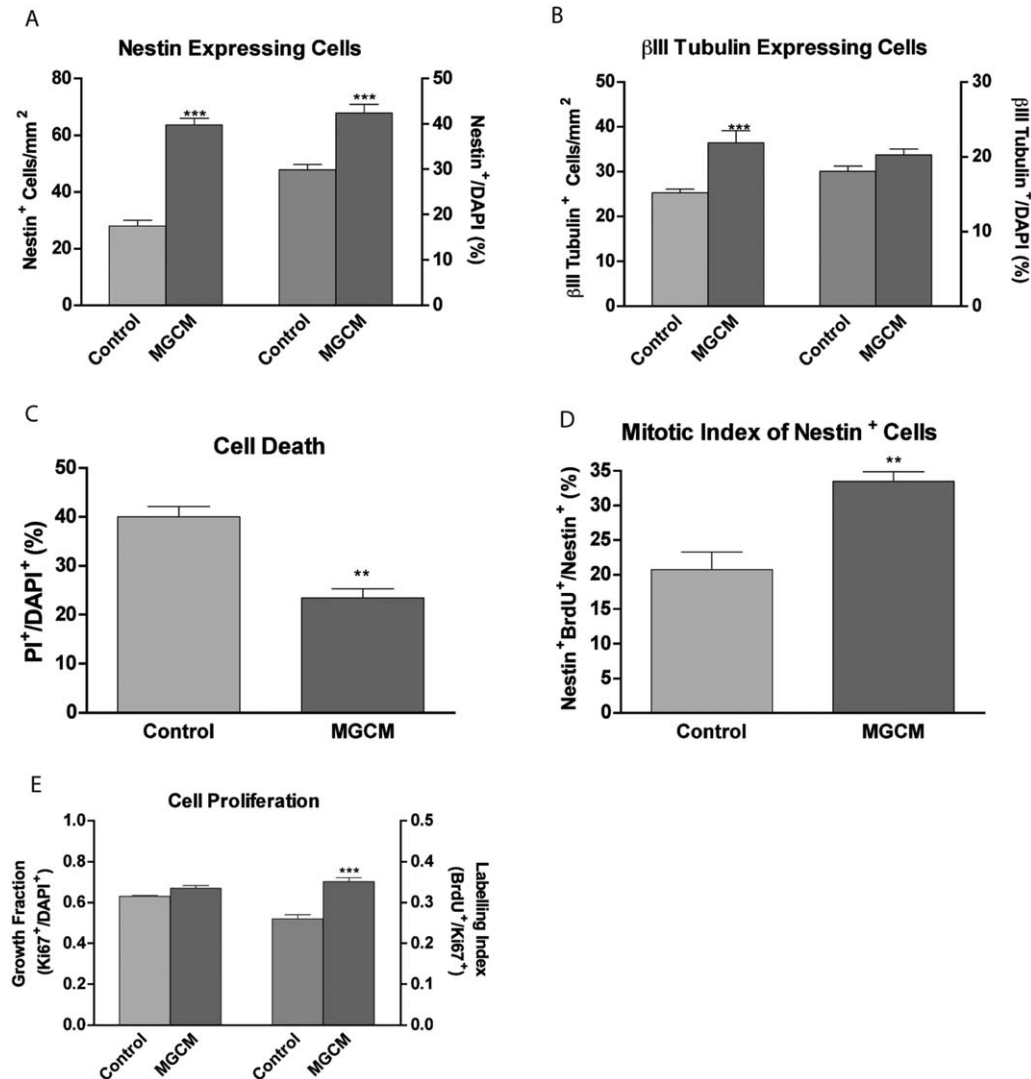 A
Nestin Expressing Cells
Nestin⁺ Cells/mm²
80
60
40
20
0
***
***
50
40
30
20
10
0
Nestin⁺/DAPI (%)
Control
MGCM
Control
MGCM
B
βIII Tubulin Expressing Cells
βIII Tubulin⁺ Cells/mm²
50
40
30
20
10
0
***
30
20
10
0
βIII Tubulin⁺/DAPI (%)
Control
MGCM
Control
MGCM
C
Cell Death
PI⁺/DAPI⁺ (%)
50
40
30
20
10
0
**
Control
MGCM
D
Mitotic Index of Nestin ⁺ Cells
Nestin⁺BrdU⁺/Nestin⁺ (%)
35
30
25
20
15
10
5
0
**
Control
MGCM
E
Cell Proliferation
Growth Fraction
(Ki67⁺/DAPI⁺)
1.0
0.8
0.6
0.4
0.2
0.0
***
0.5
0.4
0.3
0.2
0.1
0.0
Labelling Index
(BrdU⁺/Ki67⁺)
Control
MGCM
Control
MGCM